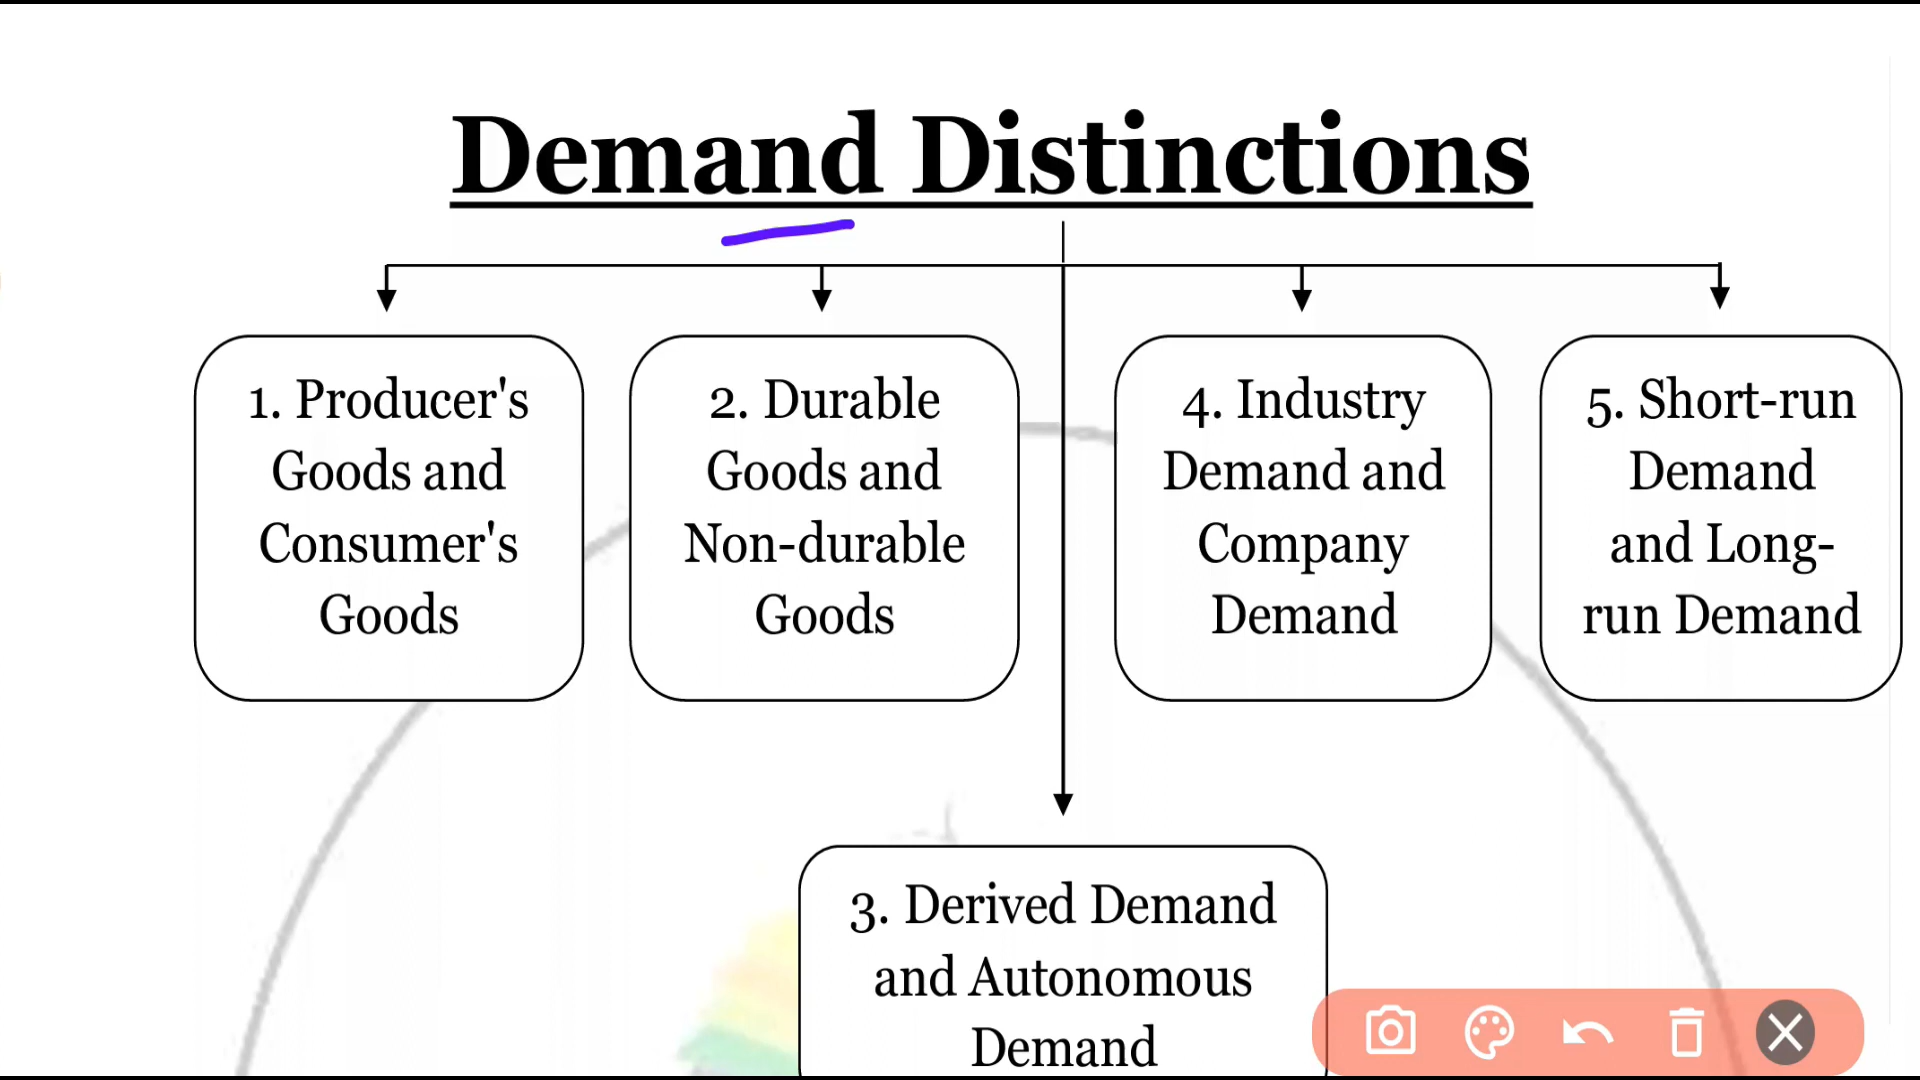 Demand Distinctions
1. Producer's
Goods and
Consumer's
Goods
2. Durable
Goods and
Non-durable
Goods
4. Industry
Demand and
Company
Demand
5. Short-run
Demand
and Long-
run Demand
3. Derived Demand
and Autonomous
Demand